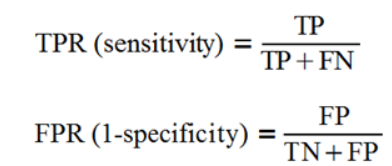 TPR (sensitivity) = TP / TP + FN
FPR (1-specificity) = FP / TN + FP